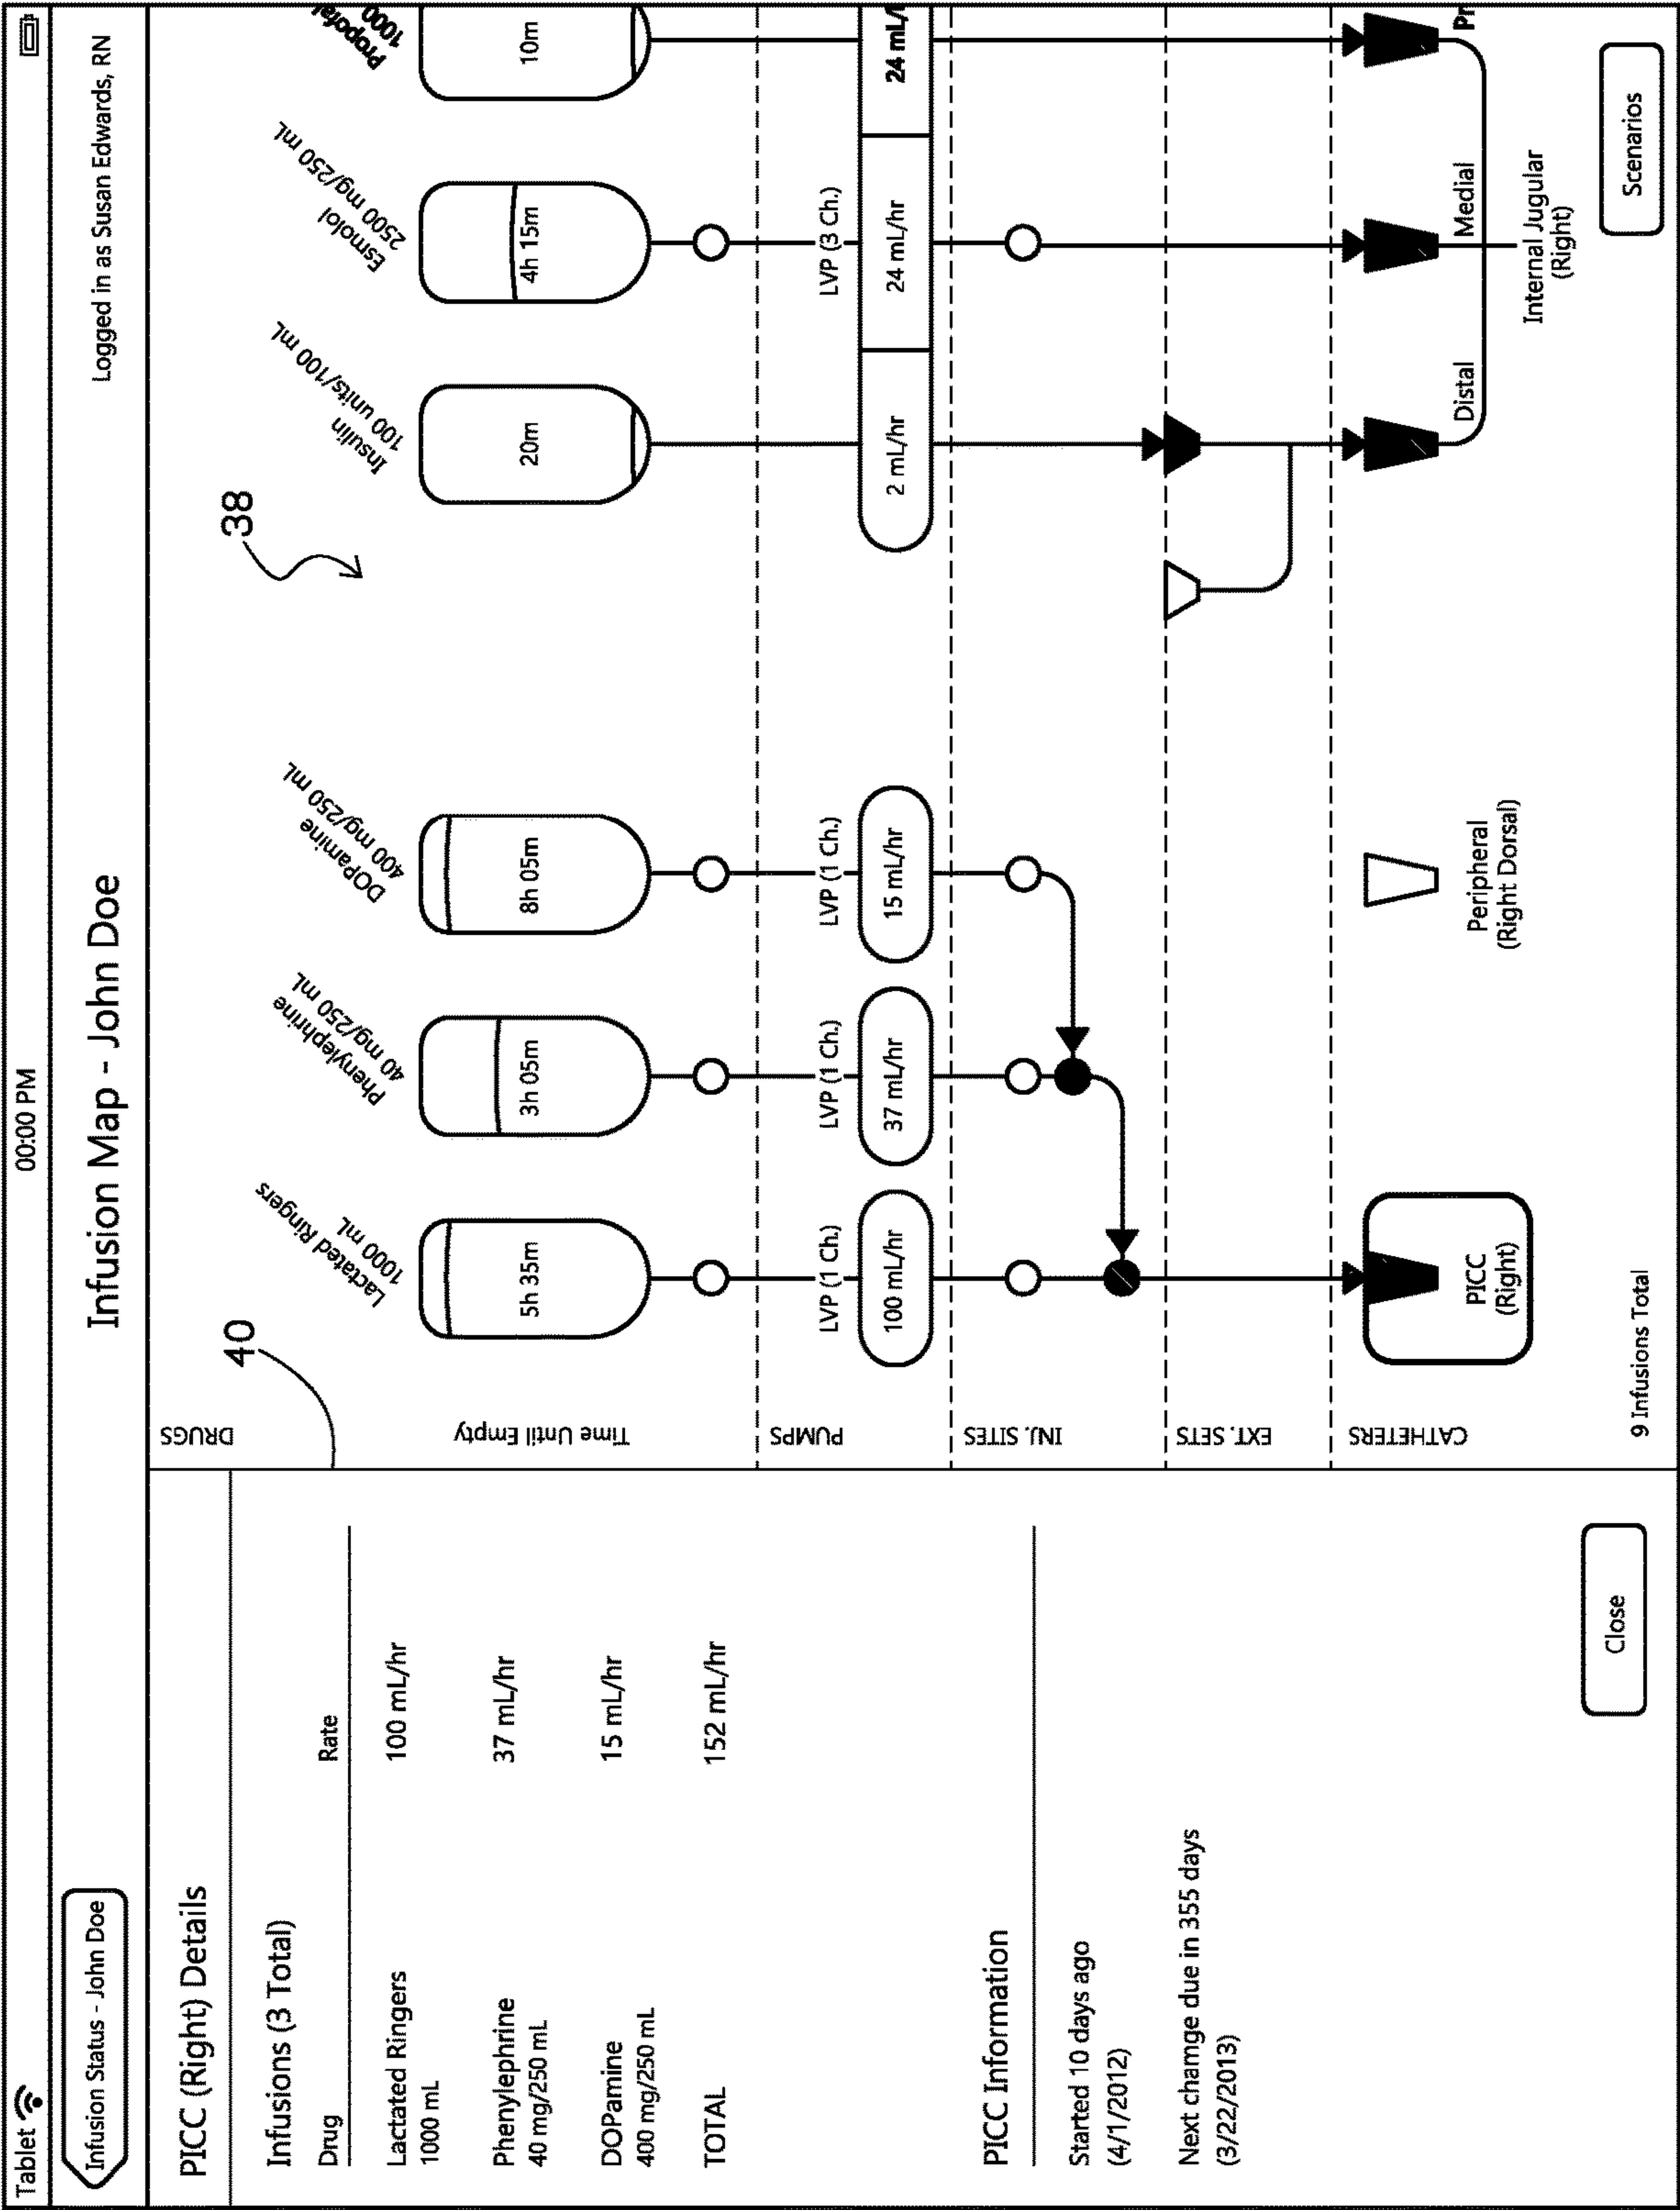 Tablet
00:00 PM
Infusion Status - John Doe
Infusion Map - John Doe
Logged in as Susan Edwards, RN
PICC (Right) Details
Infusions (3 Total)
Drug Rate
Lactated Ringers 100 mL/hr
1000 mL
Phenylephrine 37 mL/hr
40 mg/250 mL
DOPamine 15 mL/hr
400 mg/250 mL
TOTAL 152 mL/hr
PICC Information
Started 10 days ago
(4/1/2012)
Next chamge due in 355 days
(3/22/2013)
Close
40
38
DRUGS
Lactated Ringers
1000 mL
Phenylephrine
40 mg/250 mL
DOPamine
400 mg/250 mL
Insulin
100 units/100 mL
Esmolol
2500 mg/250 mL
Propofol
1000
Time Until Empty
5h 35m
3h 05m
8h 05m
20m
4h 15m
10m
PUMPS
LVP (1 Ch.)
LVP (1 Ch.)
LVP (1 Ch.)
LVP (3 Ch.)
100 mL/hr
37 mL/hr
15 mL/hr
2 mL/hr
24 mL/hr
24 mL/
INJ. SITES
EXT. SETS
CATHETERS
PICC
(Right)
Peripheral
(Right Dorsal)
Distal
Medial
Pr
Internal Jugular
(Right)
9 Infusions Total
Scenarios